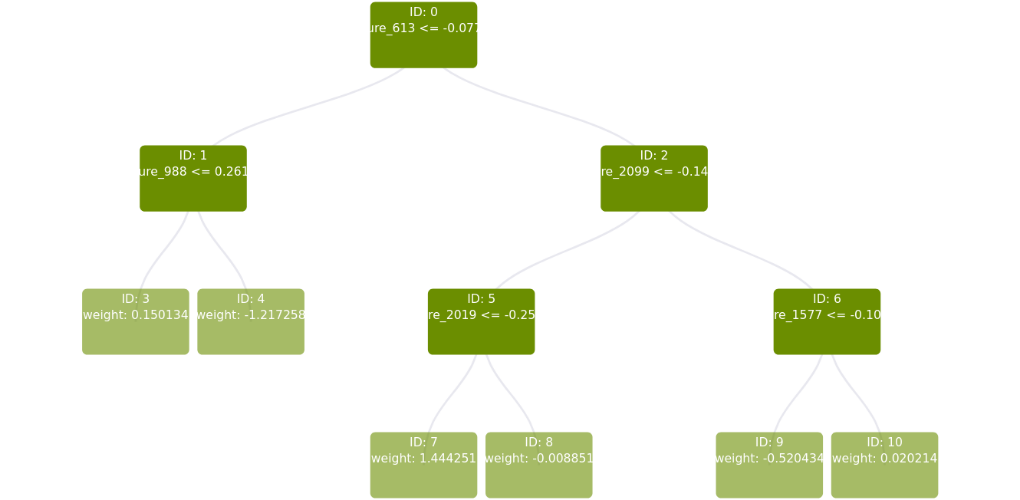 ID: 0
ure_613 <= -0.077
ID: 1
ure_988 <= 0.261
ID: 2
re_2099 <= -0.14
ID: 3
weight: 0.150134
ID: 4
weight: -1.217258
ID: 5
re_2019 <= -0.25
ID: 6
re_1577 <= -0.10
ID: 7
weight: 1.444251
ID: 8
weight: -0.008851
ID: 9
weight: -0.520434
ID: 10
weight: 0.020214